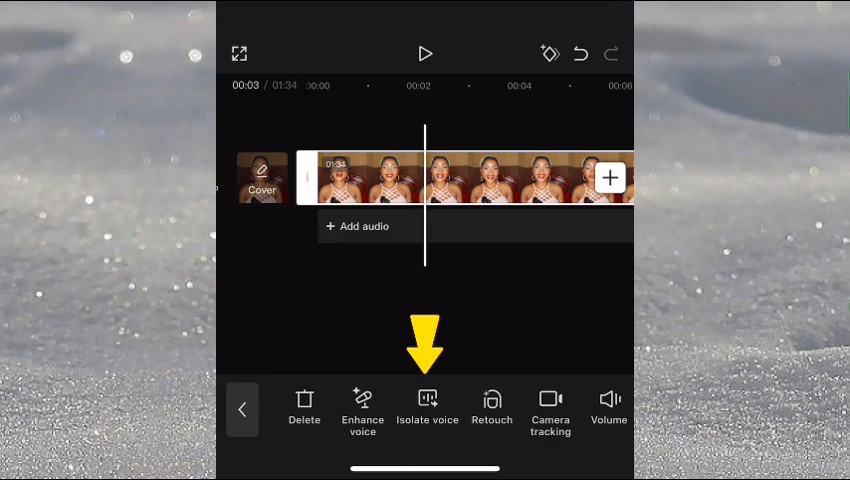 00:03 / 01:34 00:00 00:02 00:04 00:06
01:34
Cover
+ Add audio
Delete
Enhance
voice
Isolate voice
Retouch
Camera
tracking
Volume